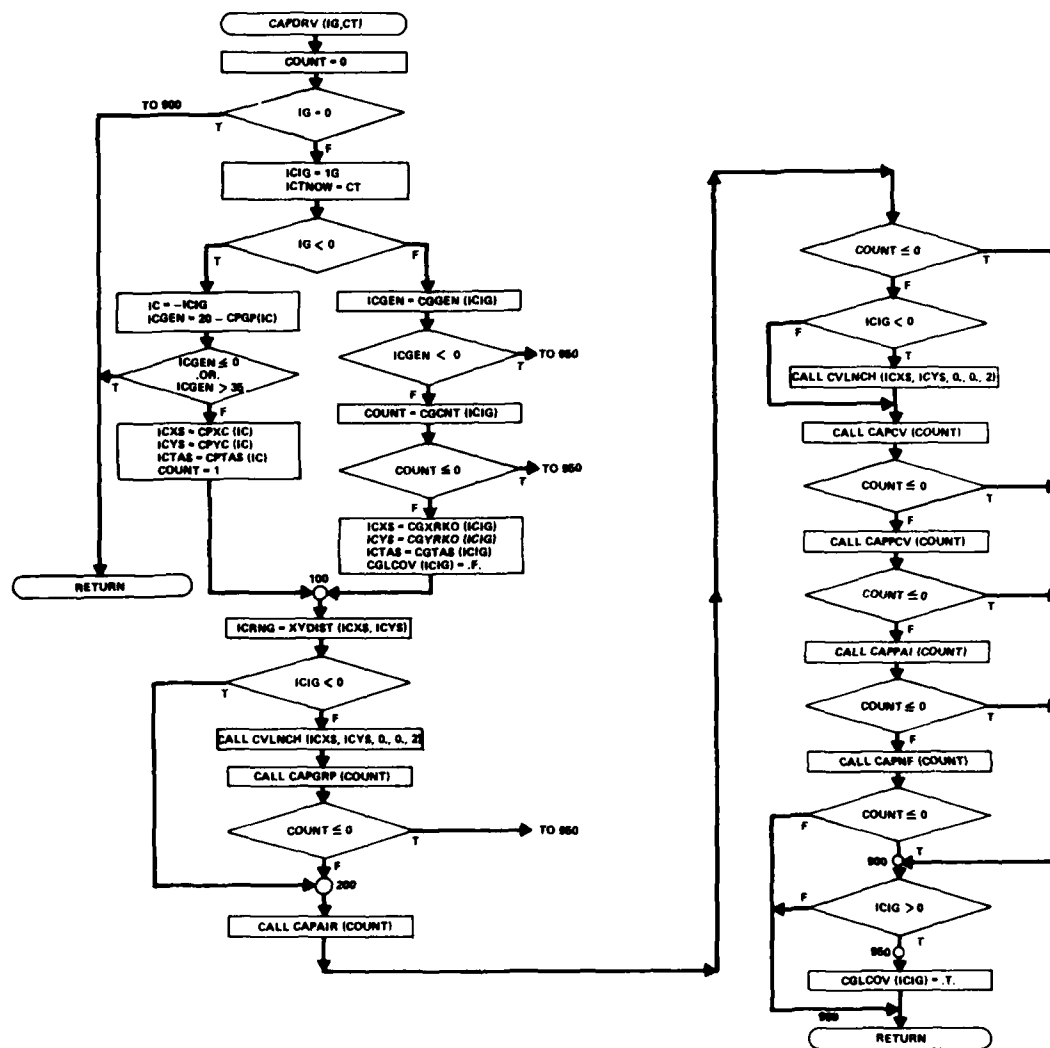 CAPDRV (IG,CT)
COUNT = 0
TO 900
IG = 0
T
F
ICIG = 1G
ICTNOW = CT
IG < 0
T
F
IC = -ICIG
ICGEN = 20 - CPGP(IC)
ICGEN ≤ 0
.OR.
ICGEN > 35
T
F
ICXS = CPXC (IC)
ICYS = CPYC (IC)
ICTAS = CPTAS (IC)
COUNT = 1
RETURN
ICGEN = CGGEN (ICIG)
ICGEN < 0
TO 950
T
F
COUNT = CGCNT (ICIG)
COUNT ≤ 0
TO 950
T
F
ICXS = CGXRKO (ICIG)
ICYS = CGYRKO (ICIG)
ICTAS = CGTAS (ICIG)
CGLCOV (ICIG) = .F.
100
ICRNG = XYDIST (ICXS, ICYS)
ICIG < 0
T
F
CALL CVLNCH (ICXS, ICYS, 0., 0., 2)
CALL CAPGRP (COUNT)
COUNT ≤ 0
TO 950
T
F
200
CALL CAPAIR (COUNT)
COUNT ≤ 0
T
F
ICIG < 0
F
T
CALL CVLNCH (ICXS, ICYS, 0., 0., 2)
CALL CAPCV (COUNT)
COUNT ≤ 0
T
F
CALL CAPPCV (COUNT)
COUNT ≤ 0
T
F
CALL CAPPAI (COUNT)
COUNT ≤ 0
T
F
CALL CAPNF (COUNT)
COUNT ≤ 0
F
T
900
ICIG > 0
F
T
950
CGLCOV (ICIG) = .T.
RETURN